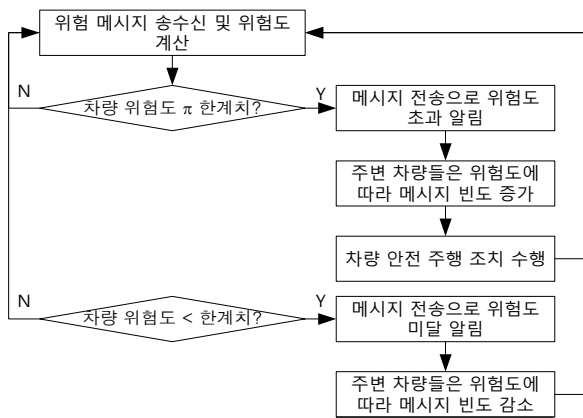 위험 메시지 송수신 및 위험도
계산
N
차량 위험도 π 한계치?
Y
메시지 전송으로 위험도
초과 알림
주변 차량들은 위험도에
따라 메시지 빈도 증가
차량 안전 주행 조치 수행
N
차량 위험도 < 한계치?
Y
메시지 전송으로 위험도
미달 알림
주변 차량들은 위험도에
따라 메시지 빈도 감소